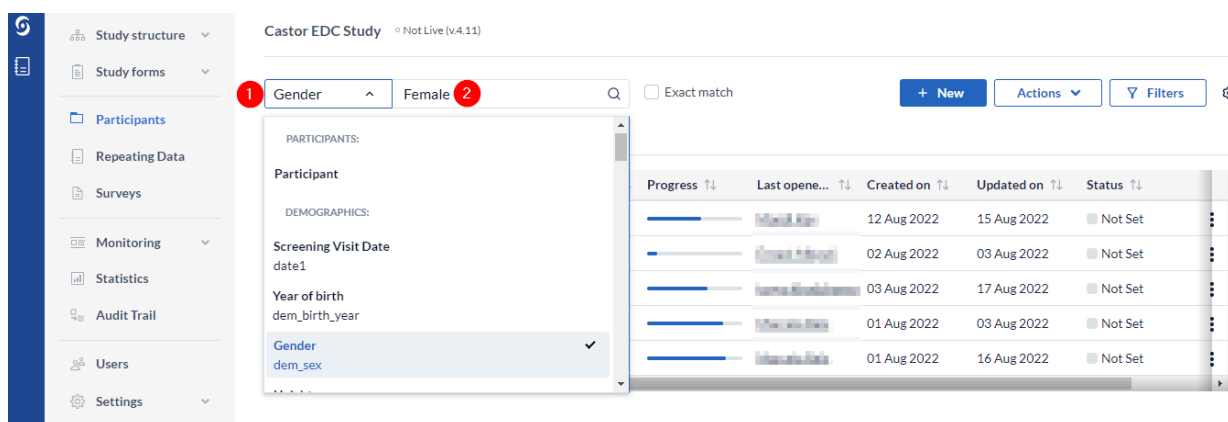 Castor EDC Study Not Live (v.4.11)
Study structure
Study forms
Participants
Repeating Data
Surveys
Monitoring
Statistics
Audit Trail
Users
Settings
1 Gender Female 2 Exact match + New Actions Filters
PARTICIPANTS:
Participant
DEMOGRAPHICS:
Screening Visit Date
date1
Year of birth
dem_birth_year
Gender
dem_sex
Progress Last opene... Created on Updated on Status
12 Aug 2022 15 Aug 2022 Not Set
02 Aug 2022 03 Aug 2022 Not Set
03 Aug 2022 17 Aug 2022 Not Set
01 Aug 2022 03 Aug 2022 Not Set
01 Aug 2022 16 Aug 2022 Not Set